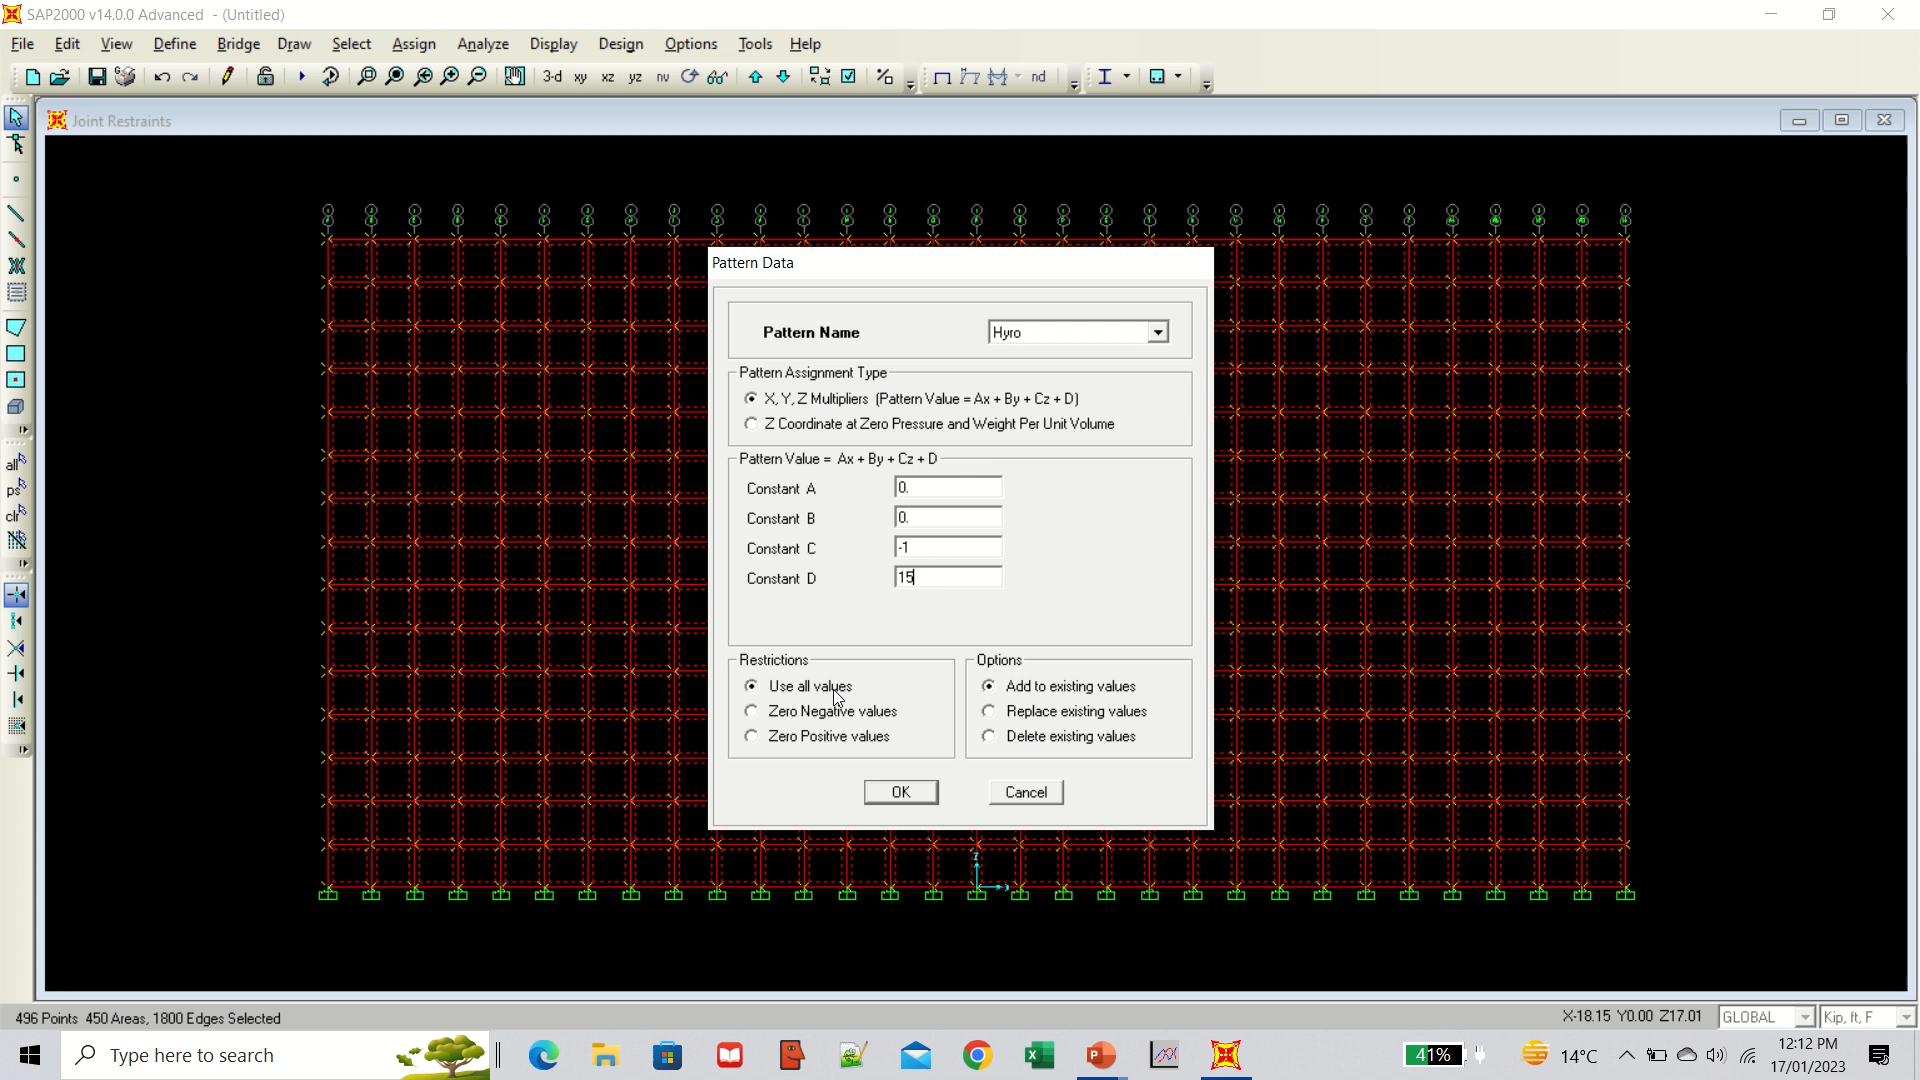 SAP2000 v14.0.0 Advanced - (Untitled)
File Edit View Define Bridge Draw Select Assign Analyze Display Design Options Tools Help
3-d xy xz yz nv nd
Joint Restraints
Pattern Data
Pattern Name Hyro
Pattern Assignment Type
X, Y, Z Multipliers (Pattern Value = Ax + By + Cz + D)
Z Coordinate at Zero Pressure and Weight Per Unit Volume
Pattern Value = Ax + By + Cz + D
Constant A 0.
Constant B 0.
Constant C -1
Constant D 15
Restrictions
Use all values
Zero Negative values
Zero Positive values
Options
Add to existing values
Replace existing values
Delete existing values
OK Cancel
all
ps
clr
Z
496 Points 450 Areas, 1800 Edges Selected
X-18.15 Y0.00 Z17.01
GLOBAL
Kip, ft, F
Type here to search
41%
14°C
12:12 PM
17/01/2023